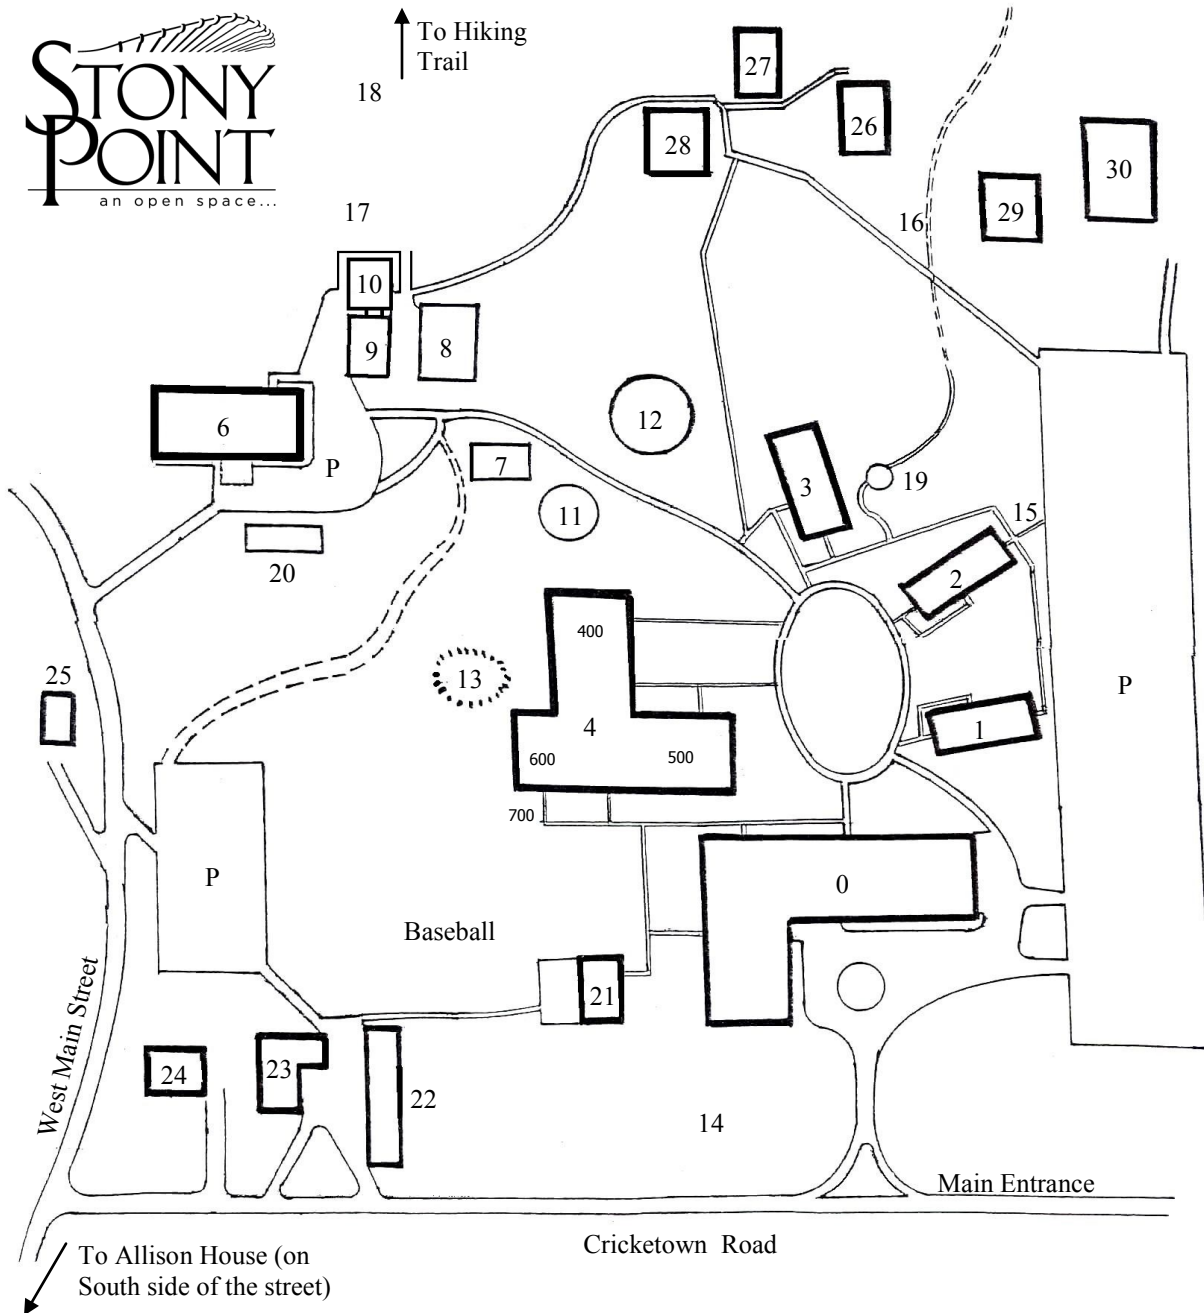 STONY
POINT
an open space...
To Hiking
Trail
18
27
26
28
30
29
17
16
10
9
8
12
6
P
7
3
19
11
15
20
2
400
25
13
4
P
1
600
500
700
0
P
Baseball
21
West Main Street
24
23
22
14
Main Entrance
Cricketown Road
To Allison House (on
South side of the street)